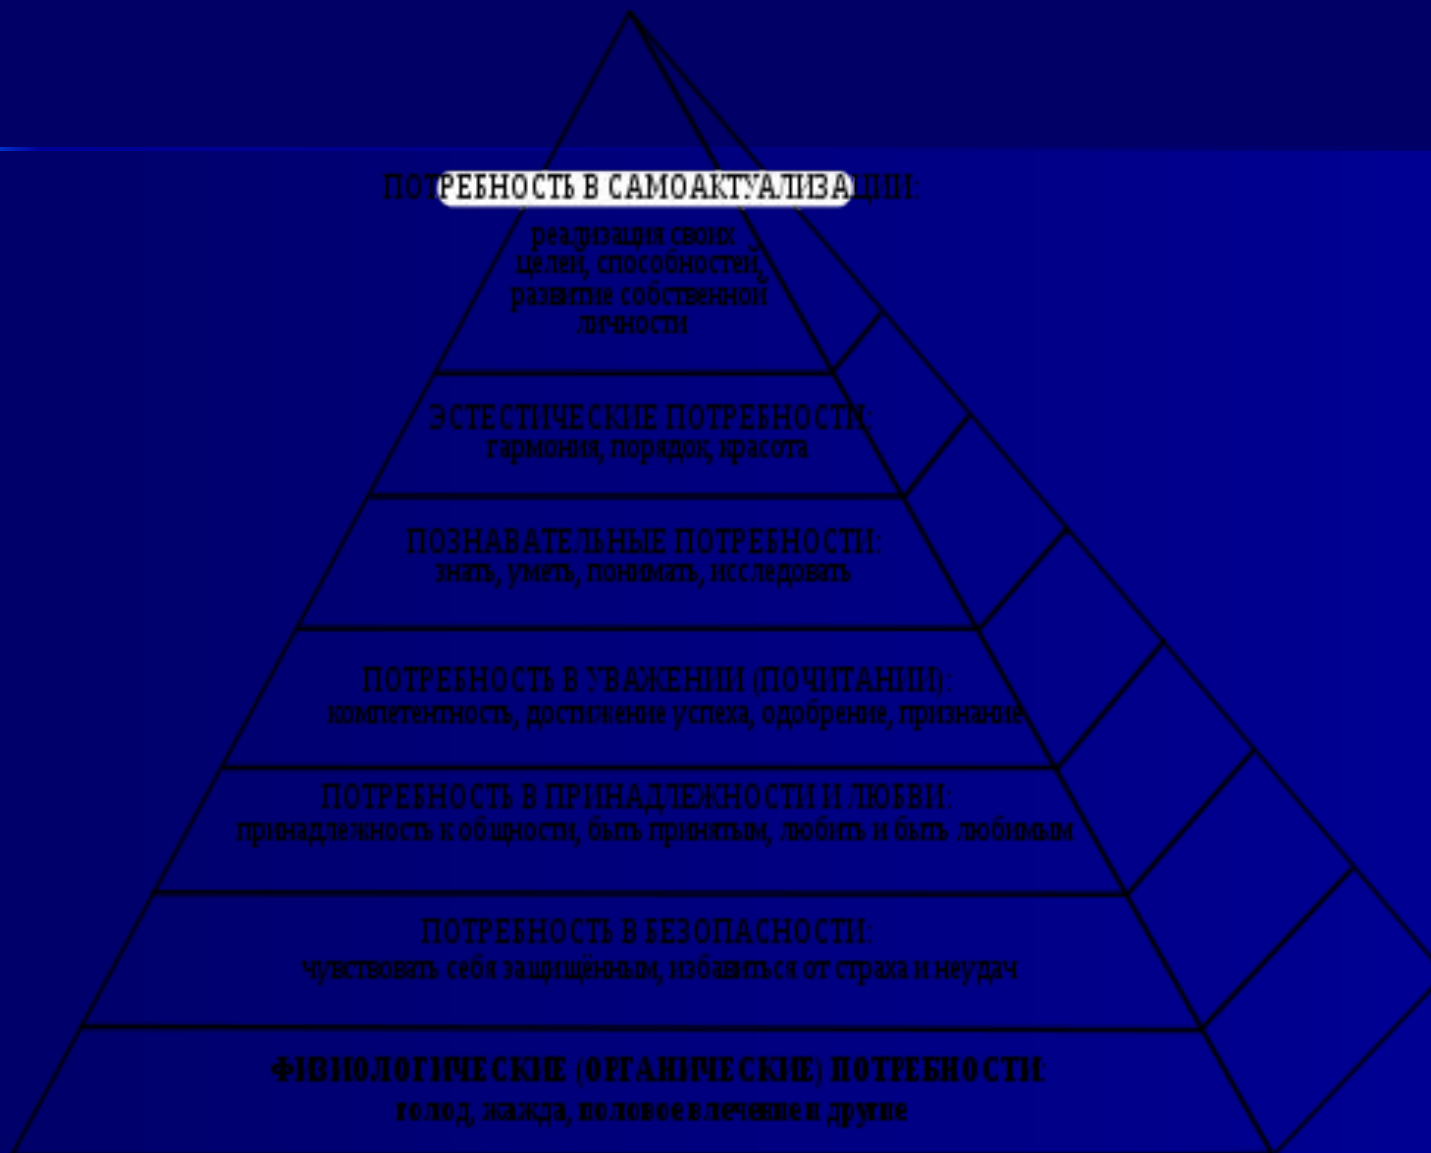 ПОТРЕБНОСТЬ В САМОАКТУАЛИЗАЦИИ:
реализация своих
целей, способностей,
развитие собственной
личности
ЭСТЕСТИЧЕСКИЕ ПОТРЕБНОСТИ:
гармония, порядок, красота
ПОЗНАВАТЕЛЬНЫЕ ПОТРЕБНОСТИ:
знать, уметь, понимать, исследовать
ПОТРЕБНОСТЬ В УВАЖЕНИИ (ПОЧИТАНИИ):
компетентность, достижение успеха, одобрение, признание
ПОТРЕБНОСТЬ В ПРИНАДЛЕЖНОСТИ И ЛЮБВИ:
принадлежность к общности, быть принятым, любить и быть любимым
ПОТРЕБНОСТЬ В БЕЗОПАСНОСТИ:
чувствовать себя защищённым, избавиться от страха и неудач
ФИЗИОЛОГИЧЕСКИЕ (ОРГАНИЧЕСКИЕ) ПОТРЕБНОСТИ:
голод, жажда, половое влечение и другие